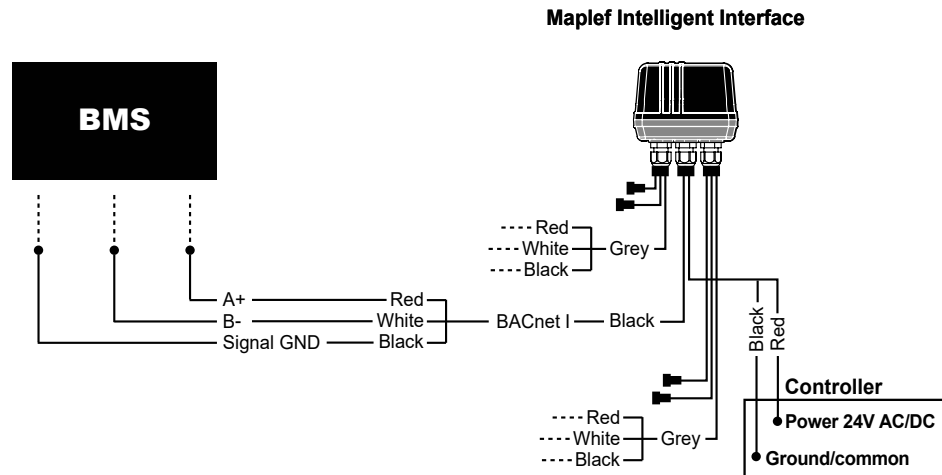 Maplef Intelligent Interface
BMS
Red
White Grey
Black
A+ Red
B- White BACnet I Black
Signal GND Black
Black
Red
Controller
Power 24V AC/DC
Ground/common
Red
White Grey
Black